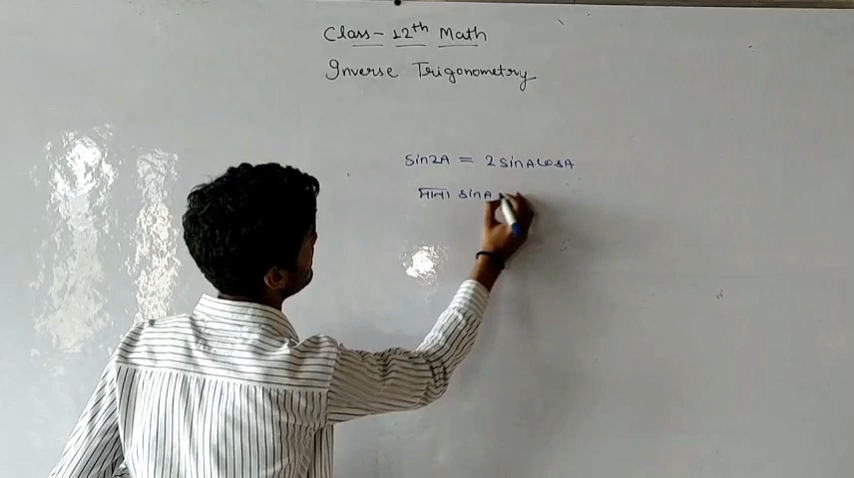 Class- 12th Math
Inverse Trigonometry
Sin2A = 2 sinA cosA
माना sinA